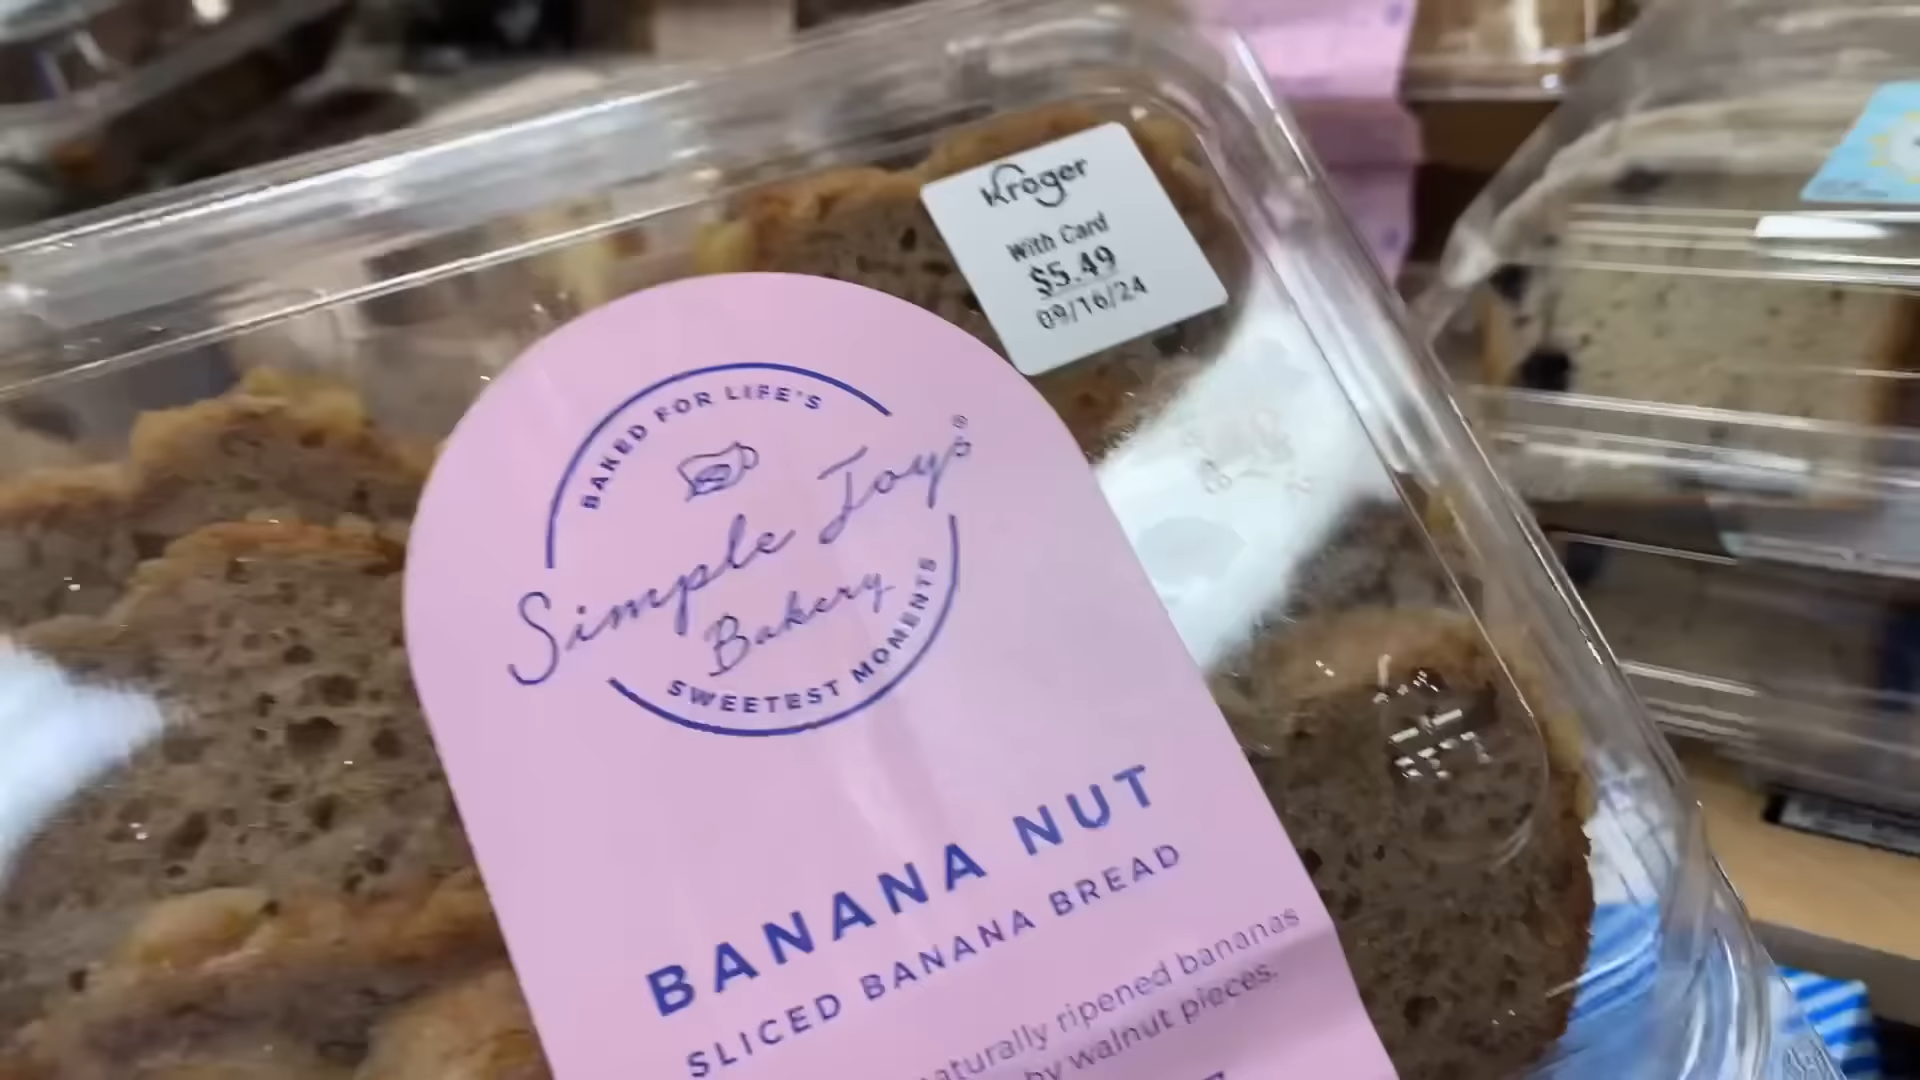 Kroger
With Card
$5.49
09/16/24
BAKED FOR LIFE'S
Simple Joys®
Bakery
SWEETEST MOMENTS
BANANA NUT
SLICED BANANA BREAD
naturally ripened bananas
by walnut pieces.